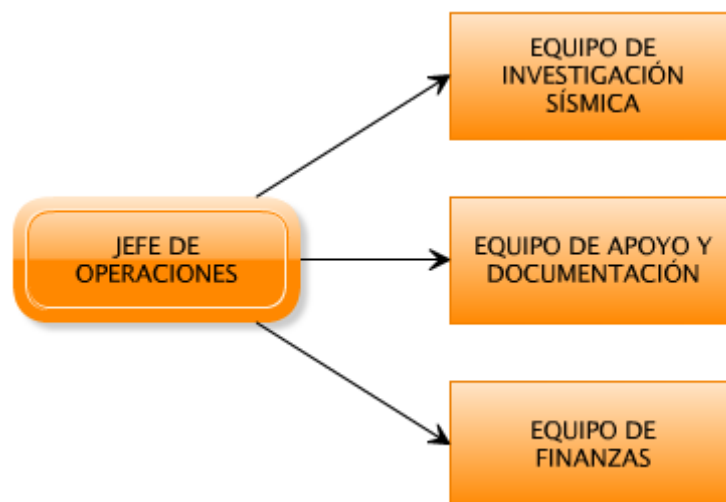 EQUIPO DE
INVESTIGACIÓN
SÍSMICA
JEFE DE
OPERACIONES
EQUIPO DE APOYO Y
DOCUMENTACIÓN
EQUIPO DE
FINANZAS